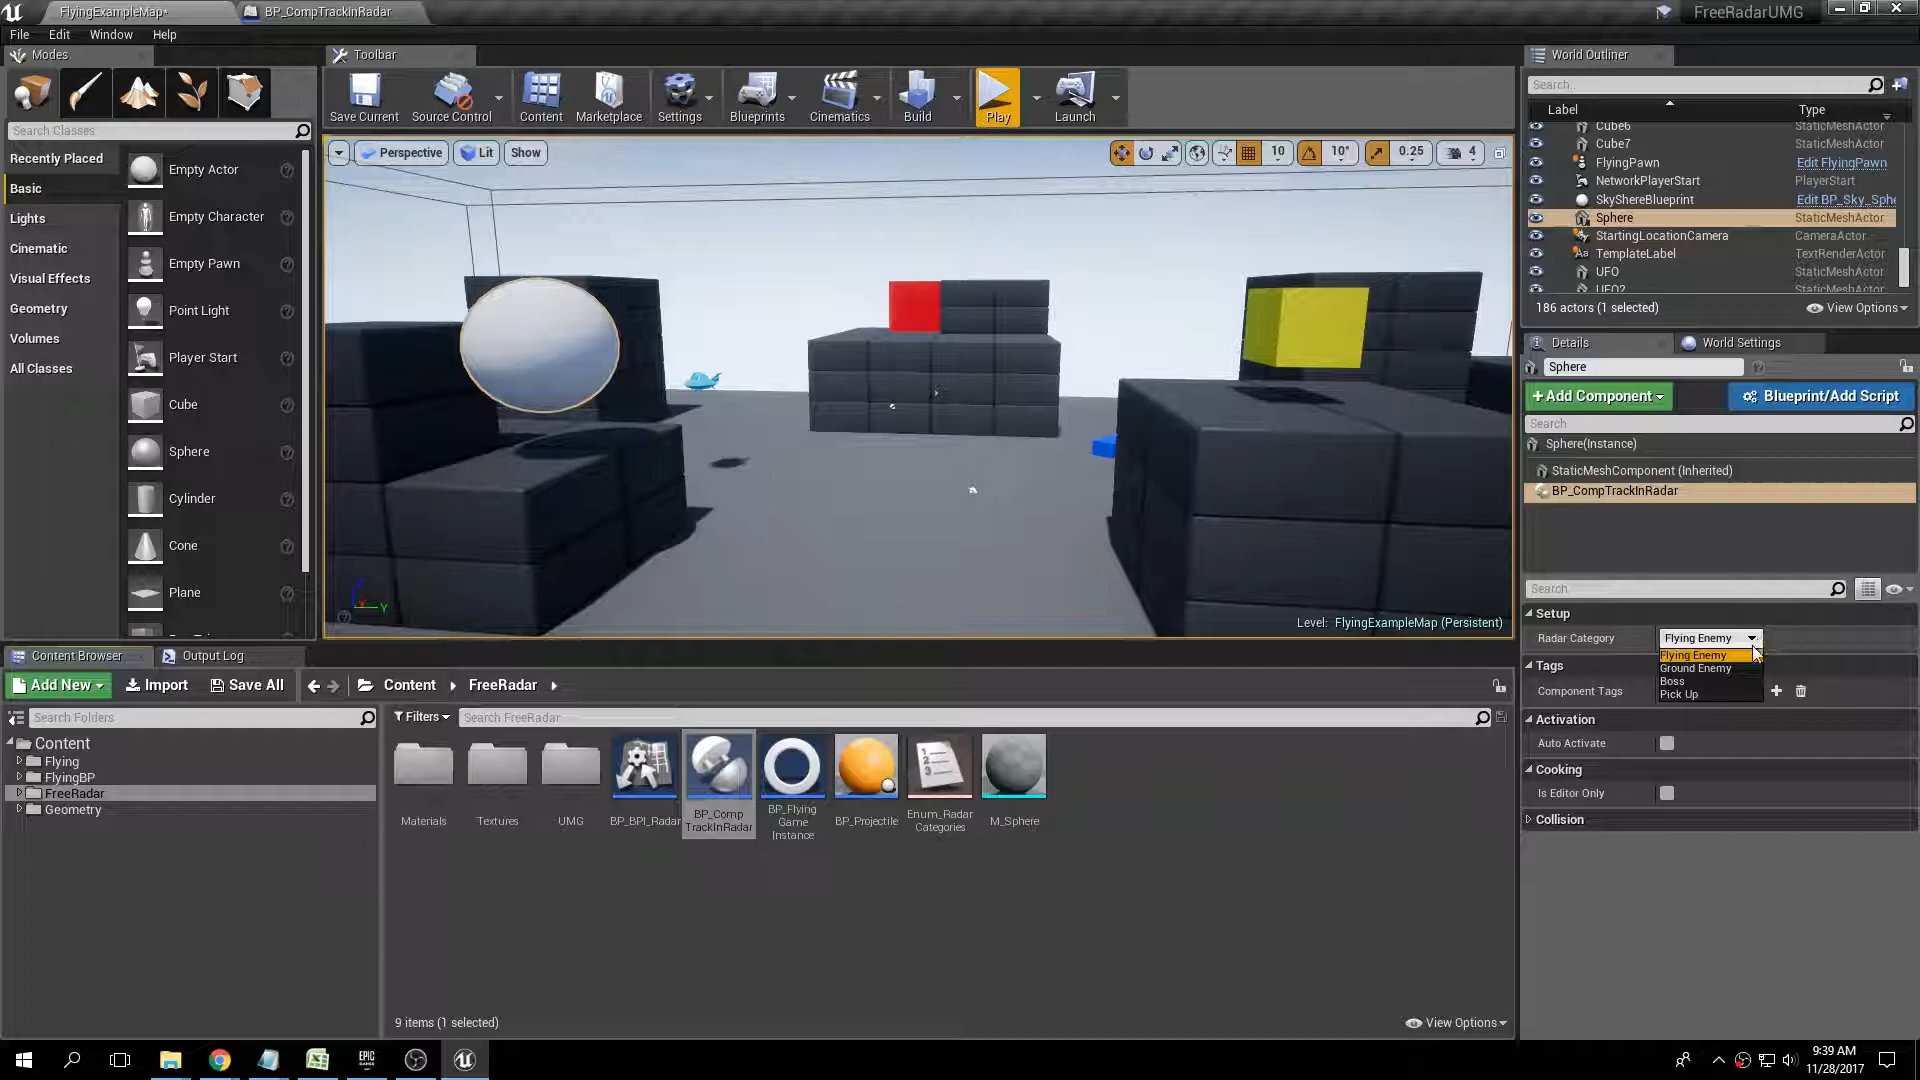 FlyingExampleMap*
BP_CompTrackInRadar
FreeRadarUMG
File Edit Window Help
Modes
Toolbar
World Outliner
Save Current
Source Control
Content
Marketplace
Settings
Blueprints
Cinematics
Build
Play
Launch
Search Classes
Recently Placed
Basic
Lights
Cinematic
Visual Effects
Geometry
Volumes
All Classes
Empty Actor
Empty Character
Empty Pawn
Point Light
Player Start
Cube
Sphere
Cylinder
Cone
Plane
Perspective
Lit
Show
10
10°
0.25
4
Level: FlyingExampleMap (Persistent)
Search..
Label Type
Cube6 StaticMeshActor
Cube7 StaticMeshActor
FlyingPawn Edit FlyingPawn
NetworkPlayerStart PlayerStart
SkyShereBlueprint Edit BP_Sky_Sphe
Sphere StaticMeshActor
StartingLocationCamera CameraActor
TemplateLabel TextRenderActor
UFO StaticMeshActor
UFO2 StaticMeshActor
186 actors (1 selected)
View Options
Details
World Settings
Sphere
+Add Component
Blueprint/Add Script
Search
Sphere(Instance)
StaticMeshComponent (Inherited)
BP_CompTrackInRadar
Search
Setup
Radar Category Flying Enemy
Flying Enemy
Ground Enemy
Boss
Pick Up
Tags
Component Tags
Activation
Auto Activate
Cooking
Is Editor Only
Collision
Content Browser
Output Log
Add New
Import
Save All
Content
FreeRadar
Search Folders
Content
Flying
FlyingBP
FreeRadar
Geometry
Filters
Search FreeRadar
Materials
Textures
UMG
BP_BPI_Radar
BP_Comp
TrackInRadar
BP_Flying
Game
Instance
BP_Projectile
Enum_Radar
Categories
M_Sphere
9 items (1 selected)
View Options
EPIC
GAMES
9:39 AM
11/28/2017